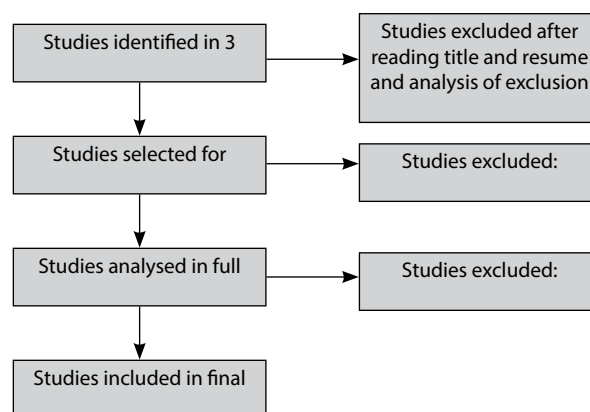 Studies identified in 3
Studies excluded after
reading title and resume
and analysis of exclusion
Studies selected for
Studies excluded:
Studies analysed in full
Studies excluded:
Studies included in final